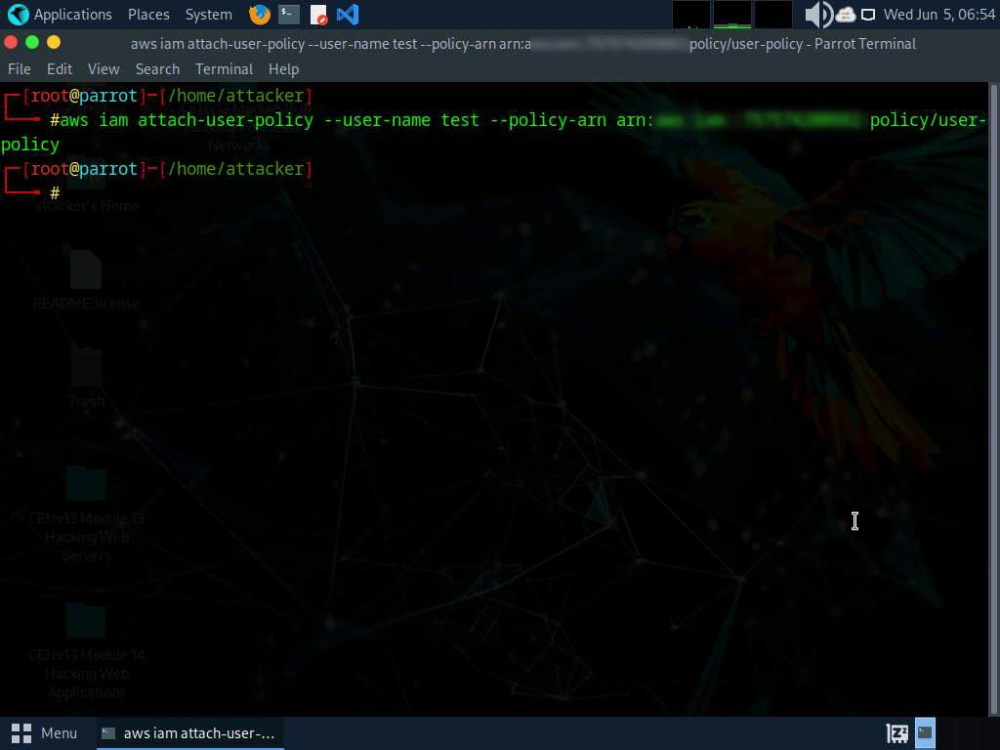 Applications Places System
Wed Jun 5, 06:54
aws iam attach-user-policy --user-name test --policy-arn arn:a policy/user-policy - Parrot Terminal
File Edit View Search Terminal Help
┌─[root@parrot]─[/home/attacker]
└──╼ #aws iam attach-user-policy --user-name test --policy-arn arn: policy/user-
policy
Networks
┌─[root@parrot]─[/home/attacker]
└──╼ #
attacker's Home
README.license
Trash
CEHv13 Module 13
Hacking Web
Servers
CEHv13 Module 14
Hacking Web
Applications
Menu aws iam attach-user-...